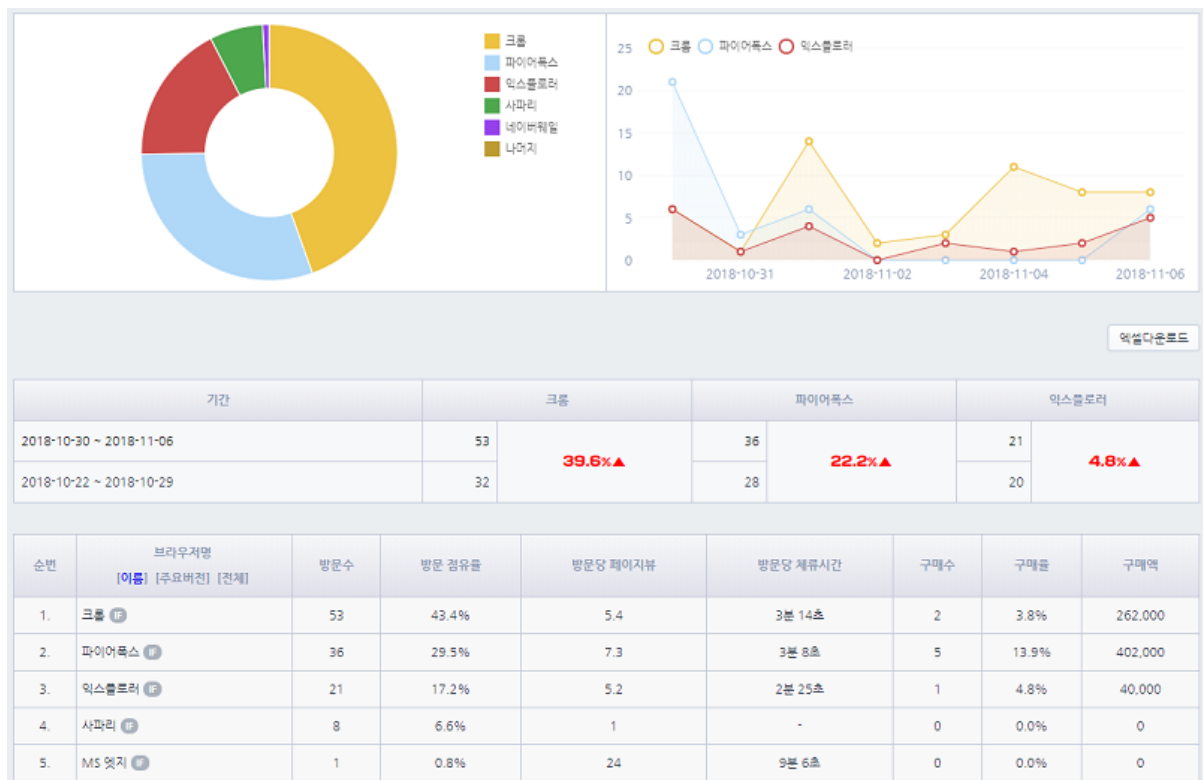 크롬
파이어폭스
익스플로러
사파리
네이버웨일
나머지
크롬 파이어폭스 익스플로러
25
20
15
10
5
0
2018-10-31 2018-11-02 2018-11-04 2018-11-06
엑셀다운로드
기간 크롬 파이어폭스 익스플로러
2018-10-30 ~ 2018-11-06 53 39.6%▲ 36 22.2%▲ 21 4.8%▲
2018-10-22 ~ 2018-10-29 32 28 20
순번 브라우저명 방문수 방문 점유율 방문당 페이지뷰 방문당 체류시간 구매수 구매율 구매액
[이름] [주요버전] [전체]
1. 크롬 IF 53 43.4% 5.4 3분 14초 2 3.8% 262,000
2. 파이어폭스 IF 36 29.5% 7.3 3분 8초 5 13.9% 402,000
3. 익스플로러 IF 21 17.2% 5.2 2분 25초 1 4.8% 40,000
4. 사파리 IF 8 6.6% 1 - 0 0.0% 0
5. MS 엣지 IF 1 0.8% 24 9분 6초 0 0.0% 0